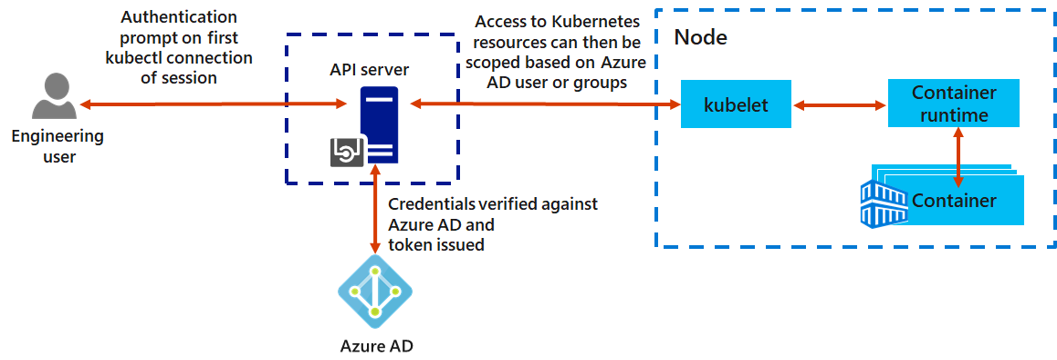 Authentication
prompt on first
kubectl connection
of session
Engineering
user
API server
Credentials verified against
Azure AD and
token issued
Azure AD
Access to Kubernetes
resources can then be
scoped based on Azure
AD user or groups
Node
kubelet
Container
runtime
Container